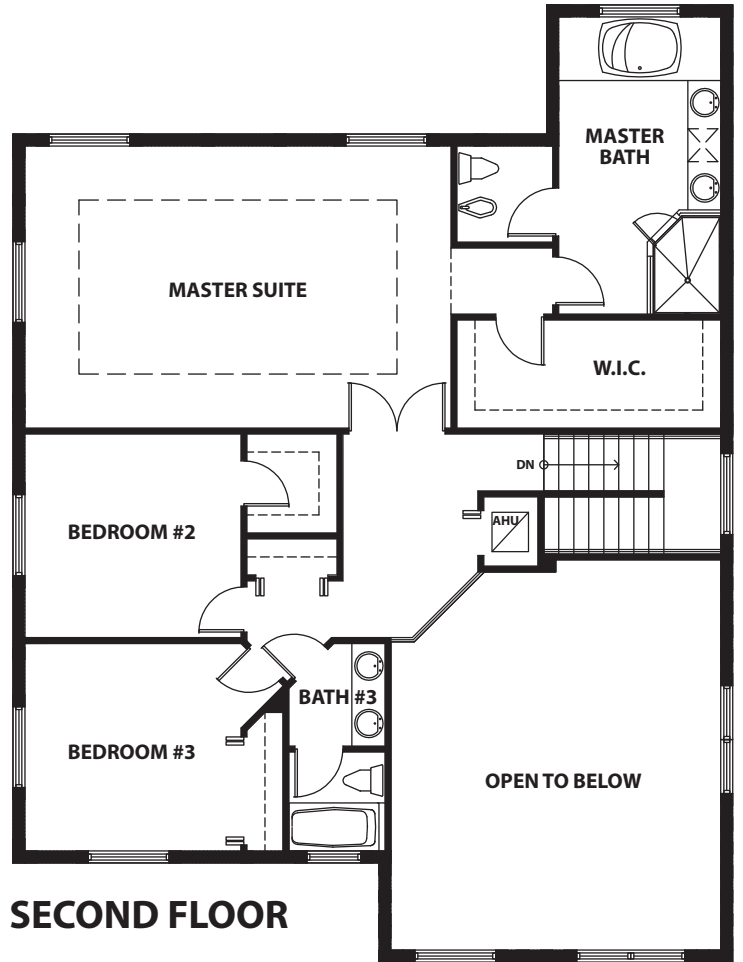 MASTER
BATH
MASTER SUITE
W.I.C.
DN
AHU
BEDROOM #2
BATH #3
BEDROOM #3
OPEN TO BELOW
SECOND FLOOR